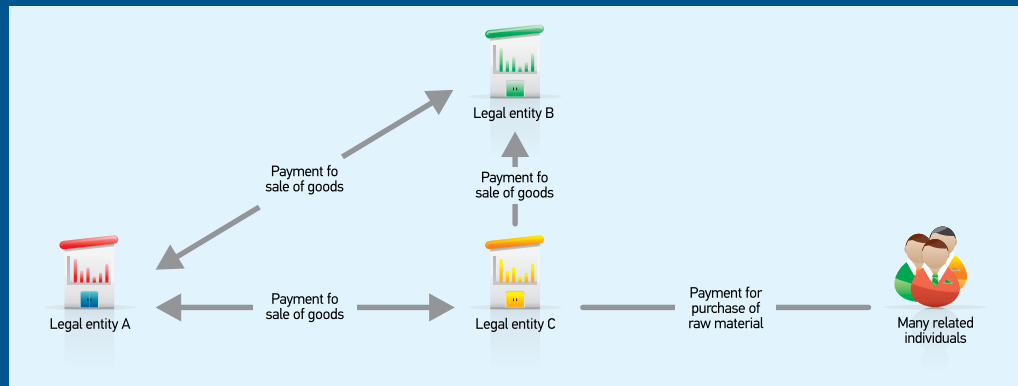 Legal entity B
Payment fo
sale of goods
Payment fo
sale of goods
Legal entity A
Payment fo
sale of goods
Legal entity C
Payment for
purchase of
raw material
Many related
individuals